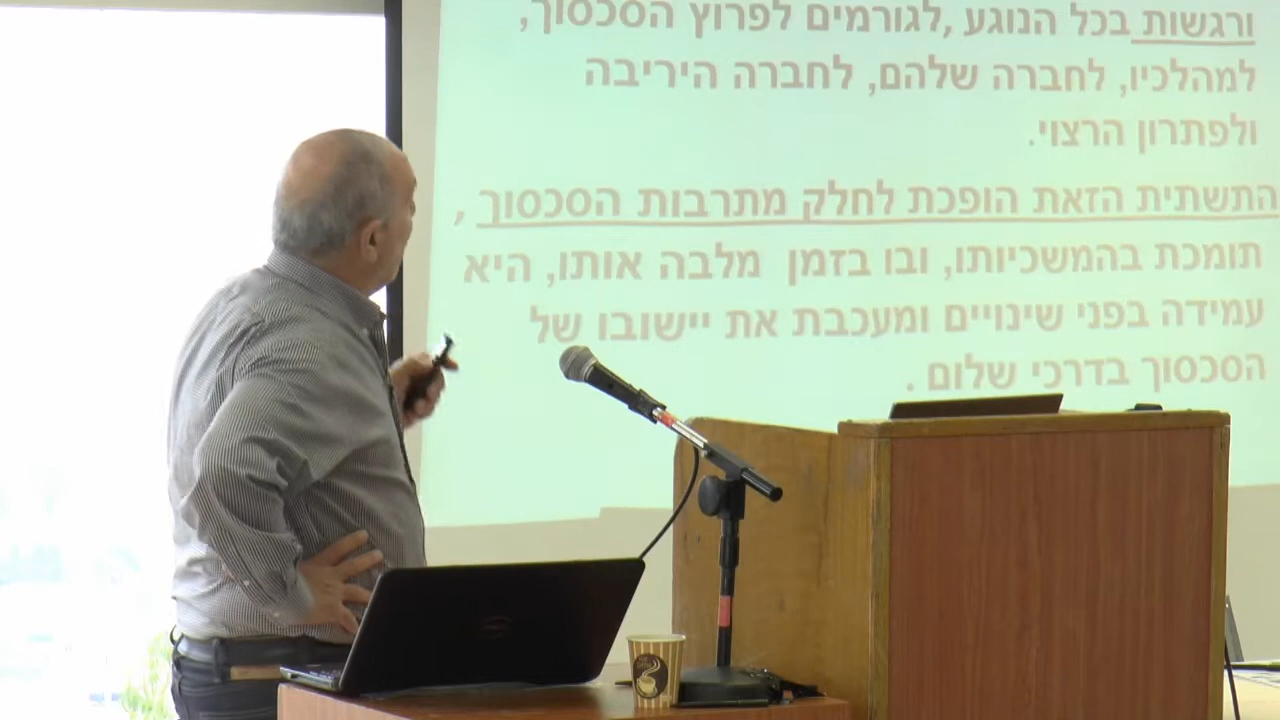 ורגשות בכל הנוגע ,לגורמים לפרוץ הסכסוך,
למהלכיו, לחברה שלהם, לחברה היריבה
ולפתרון הרצוי.
התשתית הזאת הופכת לחלק מתרבות הסכסוך ,
תומכת בהמשכיותו, ובו בזמן מלבה אותו, היא
עמידה בפני שינויים ומעכבת את יישובו של
הסכסוך בדרכי שלום .